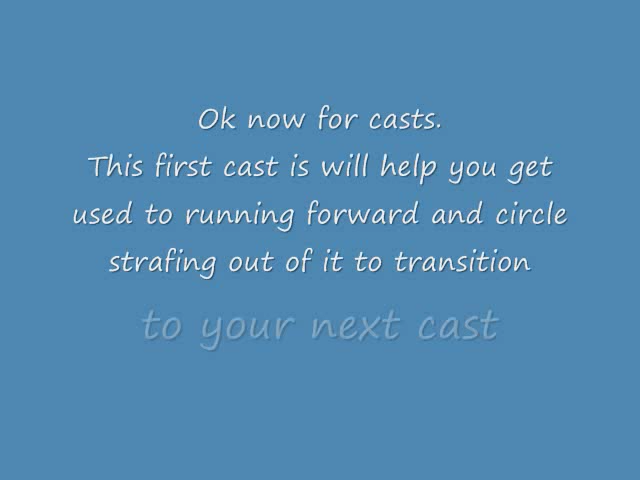 Ok now for casts.
This first cast is will help you get
used to running forward and circle
strafing out of it to transition
to your next cast